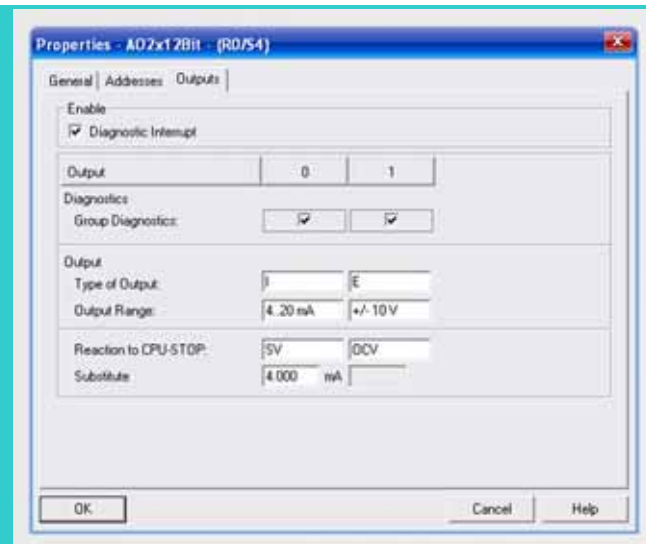 Properties - AO2x12Bit - (R0/S4)
General Addresses Outputs
Enable
Diagnostic Interrupt
Output 0 1
Diagnostics
Group Diagnostics:
Output
Type of Output: I E
Output Range: 4..20 mA +/- 10 V
Reaction to CPU-STOP: SV OCV
Substitute 4.000 mA
OK Cancel Help